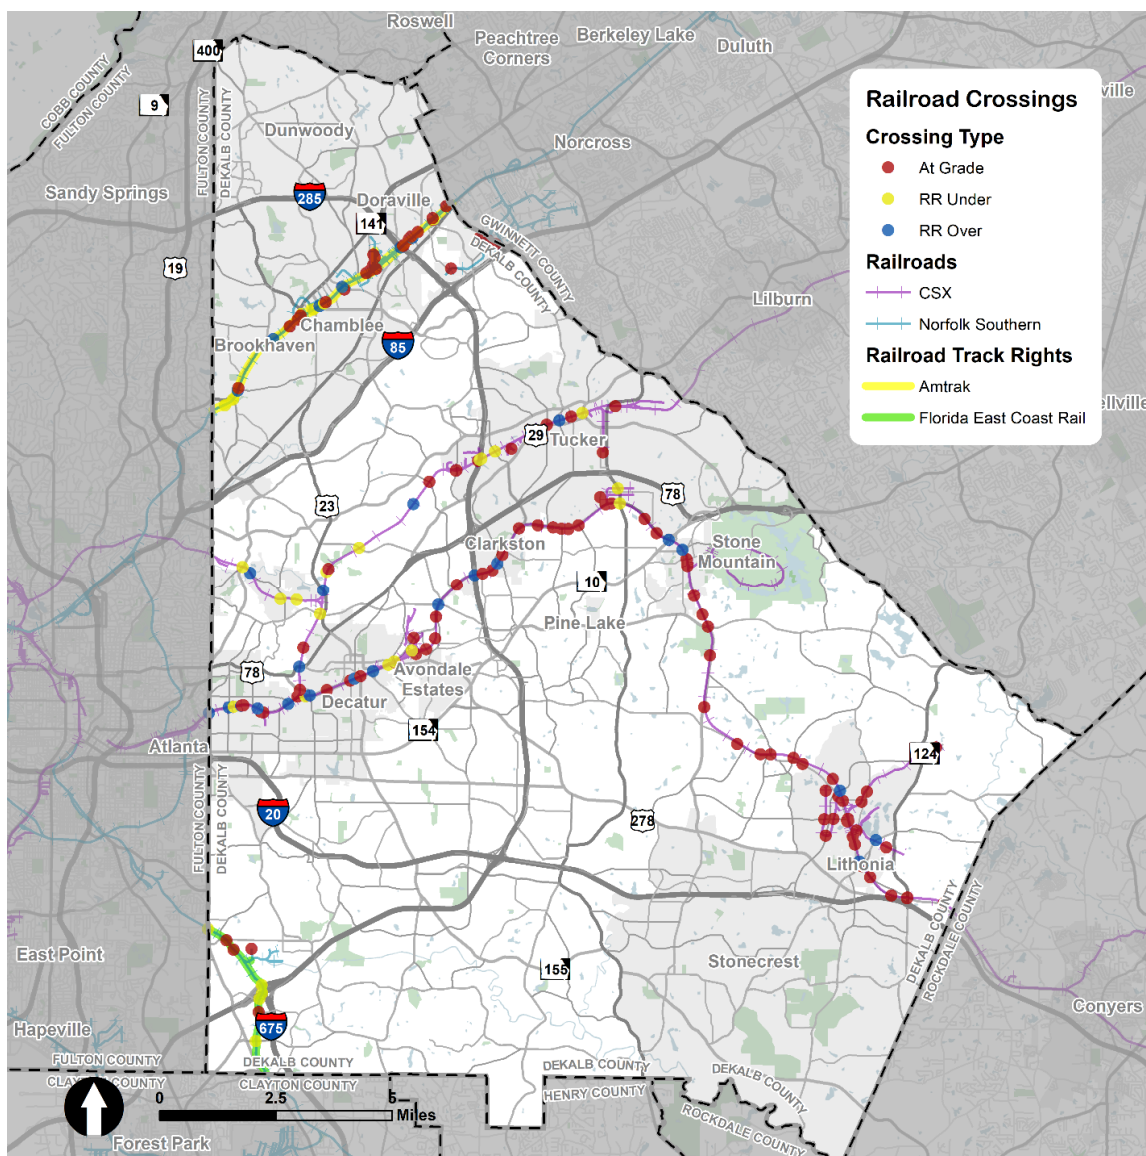 Roswell
Peachtree
Corners
Berkeley Lake
Duluth
400
9
COBB COUNTY
FULTON COUNTY
FULTON COUNTY
DEKALB COUNTY
Dunwoody
Norcross
Sandy Springs
285
Doraville
141
GWINNETT COUNTY
DEKALB COUNTY
19
Lilburn
Chamblee
Brookhaven
85
Railroad Crossings
Crossing Type
At Grade
RR Under
RR Over
Railroads
CSX
Norfolk Southern
Railroad Track Rights
Amtrak
Florida East Coast Rail
ville
ellville
29
Tucker
78
23
Clarkston
Stone
Mountain
10
Pine Lake
78
Avondale
Estates
Decatur
154
Atlanta
124
FULTON COUNTY
DEKALB COUNTY
20
278
Lithonia
DEKALB COUNTY
ROCKDALE COUNTY
East Point
Stonecrest
155
Conyers
Hapeville
675
FULTON COUNTY
CLAYTON COUNTY
DEKALB COUNTY
CLAYTON COUNTY
DEKALB COUNTY
HENRY COUNTY
DEKALB COUNTY
ROCKDALE COUNTY
0
2.5
5
Miles
Forest Park